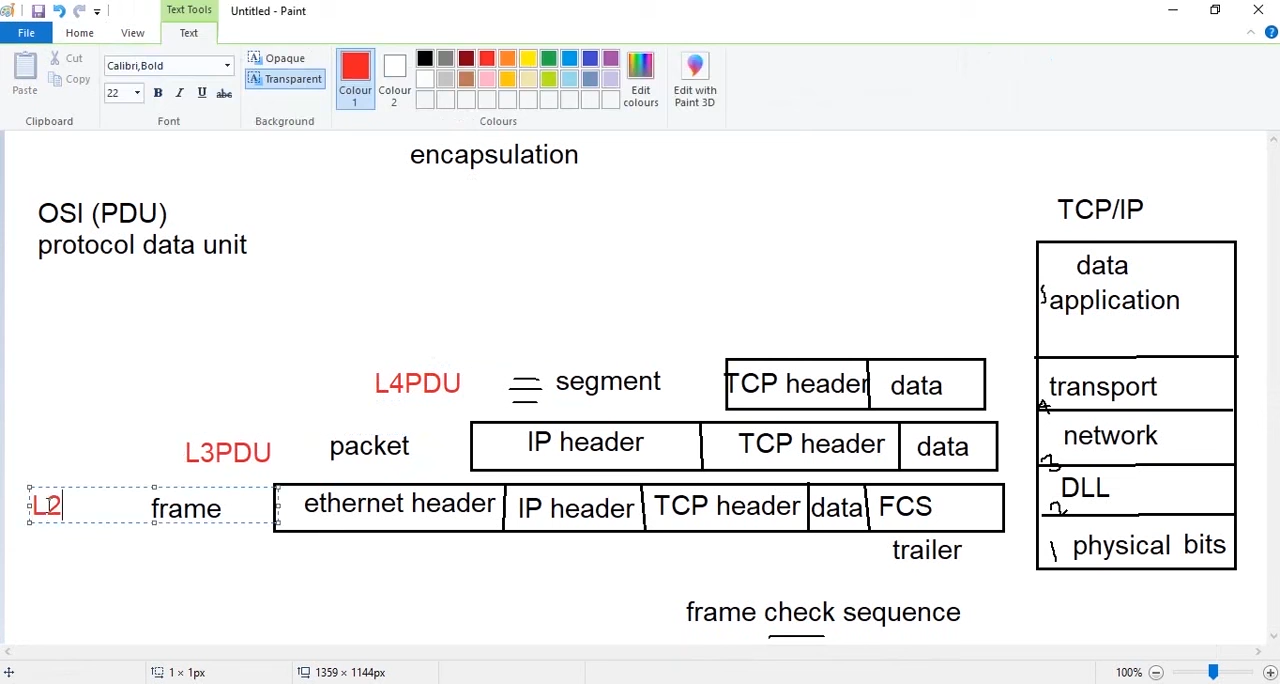 Text Tools
Untitled - Paint
File
Home
View
Text
Paste
Cut
Copy
Clipboard
Calibri,Bold
22
B
I
U
abc
Font
Opaque
Transparent
Background
Colour 1
Colour 2
Edit colours
Edit with Paint 3D
Colours
encapsulation
OSI (PDU)
protocol data unit
TCP/IP
data
application
L4PDU segment TCP header data
transport
L3PDU packet IP header TCP header data
network
3
L2 frame ethernet header IP header TCP header data FCS
DLL
2
trailer
1 physical bits
frame check sequence
1 × 1px
1359 × 1144px
100%